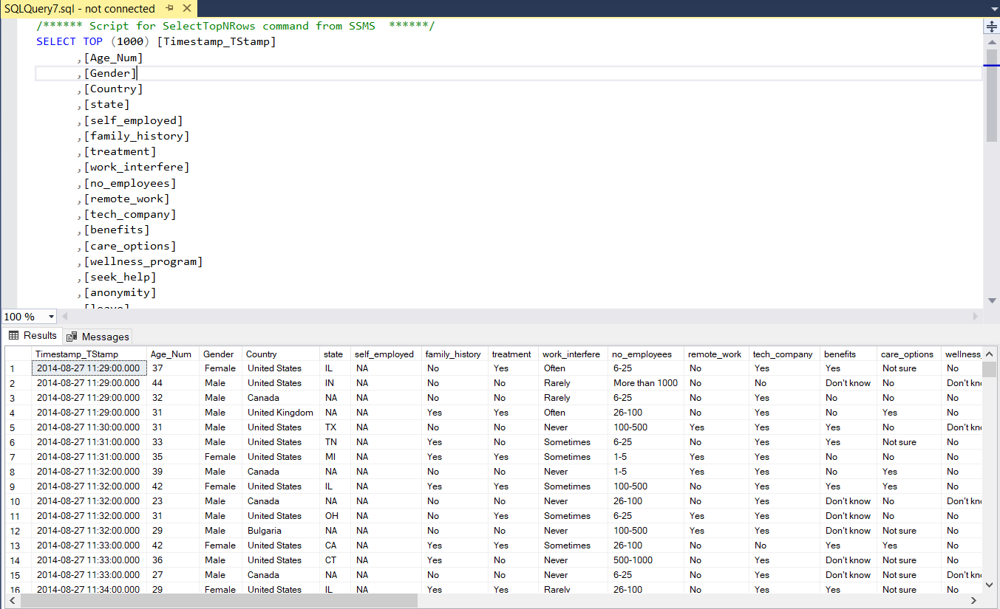 SQLQuery7.sql - not connected
/****** Script for SelectTopNRows command from SSMS  ******/
SELECT TOP (1000) [Timestamp_TStamp]
,[Age_Num]
,[Gender]
,[Country]
,[state]
,[self_employed]
,[family_history]
,[treatment]
,[work_interfere]
,[no_employees]
,[remote_work]
,[tech_company]
,[benefits]
,[care_options]
,[wellness_program]
,[seek_help]
,[anonymity]
,[leave]
100 %
Results Messages
Timestamp_TStamp Age_Num Gender Country state self_employed family_history treatment work_interfere no_employees remote_work tech_company benefits care_options wellness_
1 2014-08-27 11:29:00.000 37 Female United States IL NA No Yes Often 6-25 No Yes Yes Not sure No
2 2014-08-27 11:29:00.000 44 Male United States IN NA No No Rarely More than 1000 No No Don't know No Don't kn
3 2014-08-27 11:29:00.000 32 Male Canada NA NA No No Rarely 6-25 No Yes No No No
4 2014-08-27 11:29:00.000 31 Male United Kingdom NA NA Yes Yes Often 26-100 No Yes No Yes No
5 2014-08-27 11:30:00.000 31 Male United States TX NA No No Never 100-500 Yes Yes Yes No Don't kn
6 2014-08-27 11:31:00.000 33 Male United States TN NA Yes No Sometimes 6-25 No Yes Yes Not sure No
7 2014-08-27 11:31:00.000 35 Female United States MI NA Yes Yes Sometimes 1-5 Yes Yes No No No
8 2014-08-27 11:32:00.000 39 Male Canada NA NA No No Never 1-5 Yes Yes No Yes No
9 2014-08-27 11:32:00.000 42 Female United States IL NA Yes Yes Sometimes 100-500 No Yes Yes Yes No
10 2014-08-27 11:32:00.000 23 Male Canada NA NA No No Never 26-100 No Yes Don't know No Don't kn
11 2014-08-27 11:32:00.000 31 Male United States OH NA No Yes Sometimes 6-25 Yes Yes Don't know No No
12 2014-08-27 11:32:00.000 29 Male Bulgaria NA NA No No Never 100-500 Yes Yes Don't know Not sure No
13 2014-08-27 11:33:00.000 42 Female United States CA NA Yes Yes Sometimes 26-100 No No Yes Yes No
14 2014-08-27 11:33:00.000 36 Male United States CT NA Yes No Never 500-1000 No Yes Don't know Not sure No
15 2014-08-27 11:33:00.000 27 Male Canada NA NA No No Never 6-25 No Yes Don't know Not sure Don't kn
16 2014-08-27 11:34:00.000 29 Female United States IL NA Yes Yes Rarely 26-100 No Yes Yes Not sure No